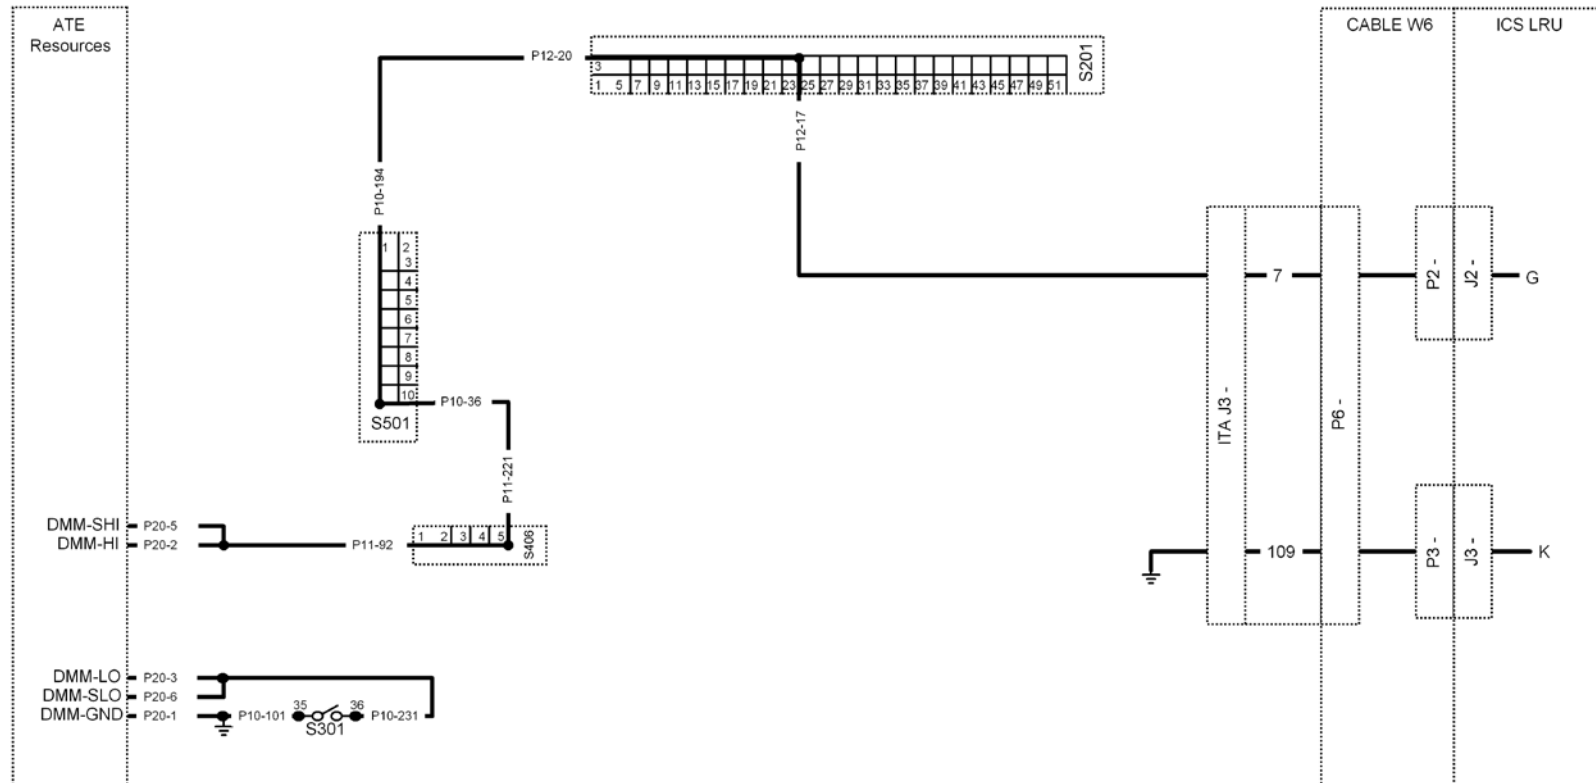 ATE
Resources
CABLE W6
ICS LRU
P12-20
3
1 5 7 9 11 13 15 17 19 21 23 25 27 29 31 33 35 37 39 41 43 45 47 49 51
S201
P12-17
P10-194
1 2
3
4
5
6
7
8
9
10
S501
P10-36
P11-221
7
P2 -
J2 -
G
ITA J3 -
P6 -
DMM-SHI P20-5
DMM-HI P20-2
P11-92
1 2 3 4 5
S406
109
P3 -
J3 -
K
DMM-LO P20-3
DMM-SLO P20-6
DMM-GND P20-1
P10-101
35
36
S301
P10-231